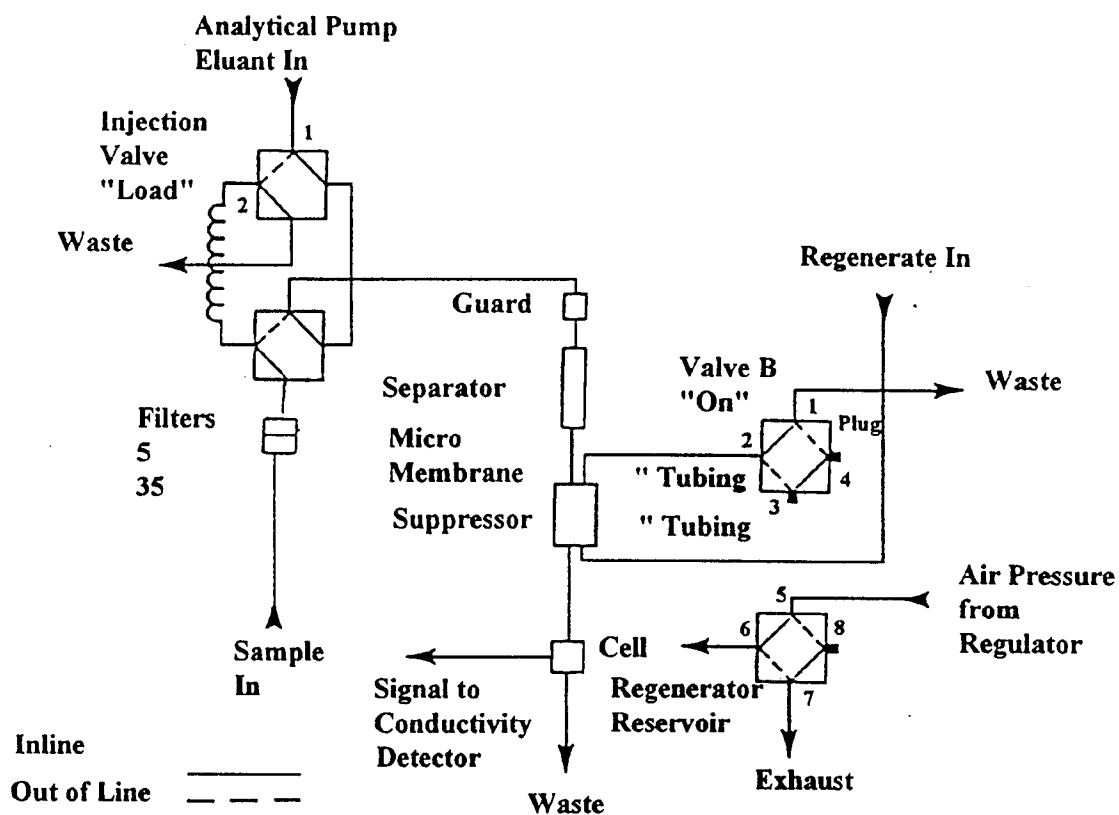 Analytical Pump
Eluant In
Injection
Valve
"Load"
1
2
Waste
Regenerate In
Guard
Valve B
"On"
Waste
1
Plug
2
4
3
Separator
Micro
Membrane
Suppressor
" Tubing
" Tubing
Filters
5
35
Air Pressure
from
Regulator
5
6
8
7
Sample
In
Cell
Signal to
Conductivity
Detector
Regenerator
Reservoir
Exhaust
Waste
Inline
Out of Line